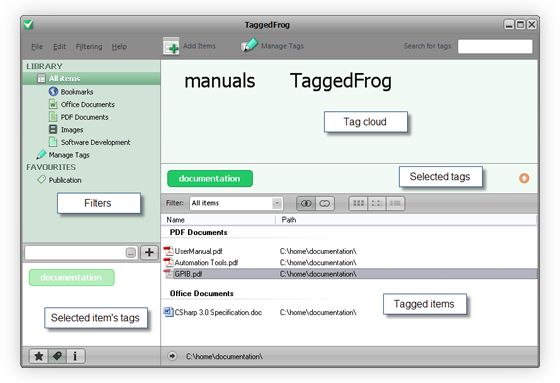 TaggedFrog
File Edit Filtering Help
Add Items
Manage Tags
Search for tags
LIBRARY
All items
Bookmarks
Office Documents
PDF Documents
Images
Software Development
Manage Tags
FAVOURITES
Publication
Filters
manuals TaggedFrog
Tag cloud
documentation
Selected tags
Filter: All items
Name Path
PDF Documents
UserManual.pdf C:\home\documentation\
Automation Tools.pdf C:\home\documentation\
GPIB.pdf C:\home\documentation\
Office Documents
CSharp 3.0 Specification.doc C:\home\documentation\
Tagged items
...
documentation
Selected item's tags
C:\home\documentation\